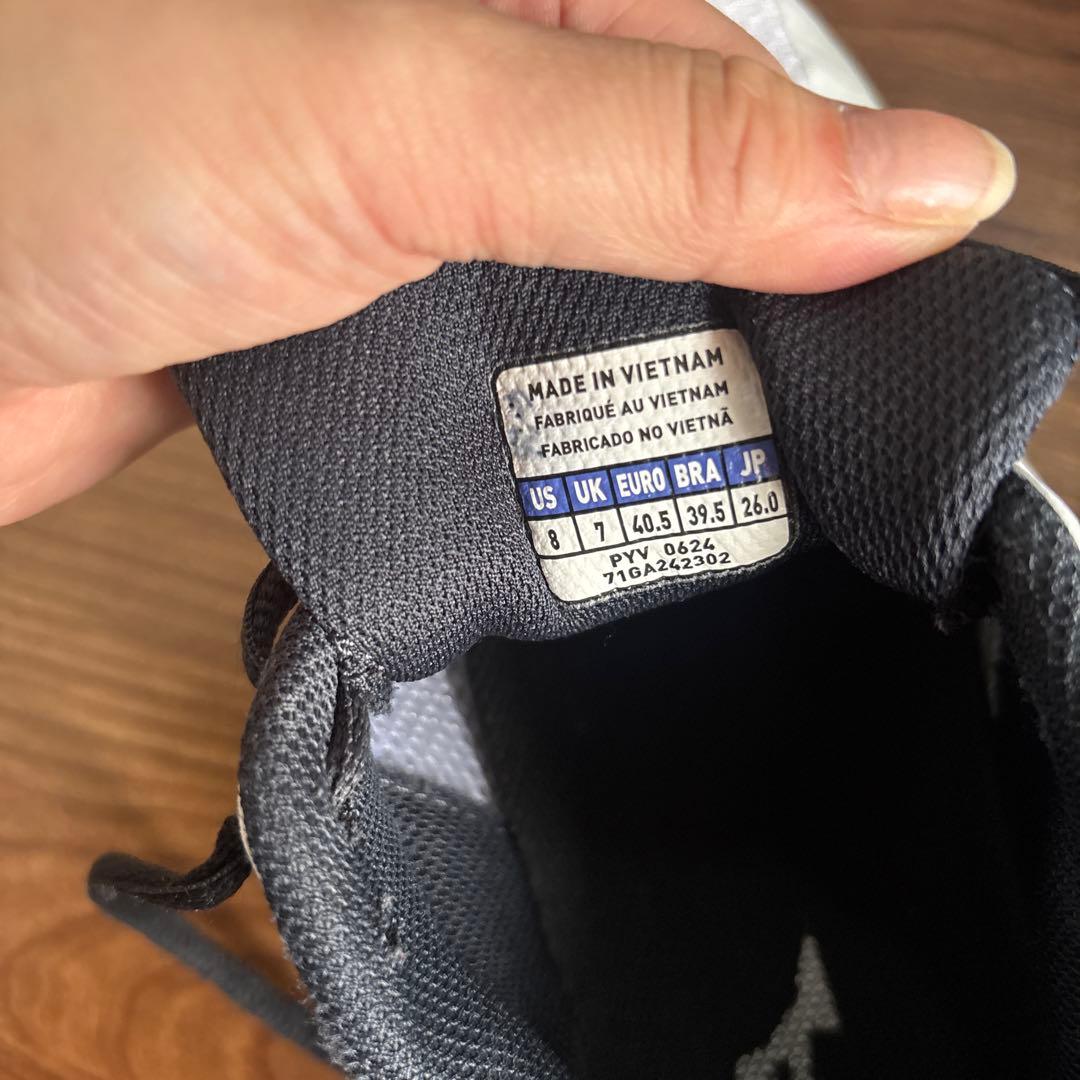 MADE IN VIETNAM
FABRIQUÉ AU VIETNAM
FABRICADO NO VIETNÃ
US UK EURO BRA JP
8 7 40.5 39.5 26.0
PYV 0624
71GA242302